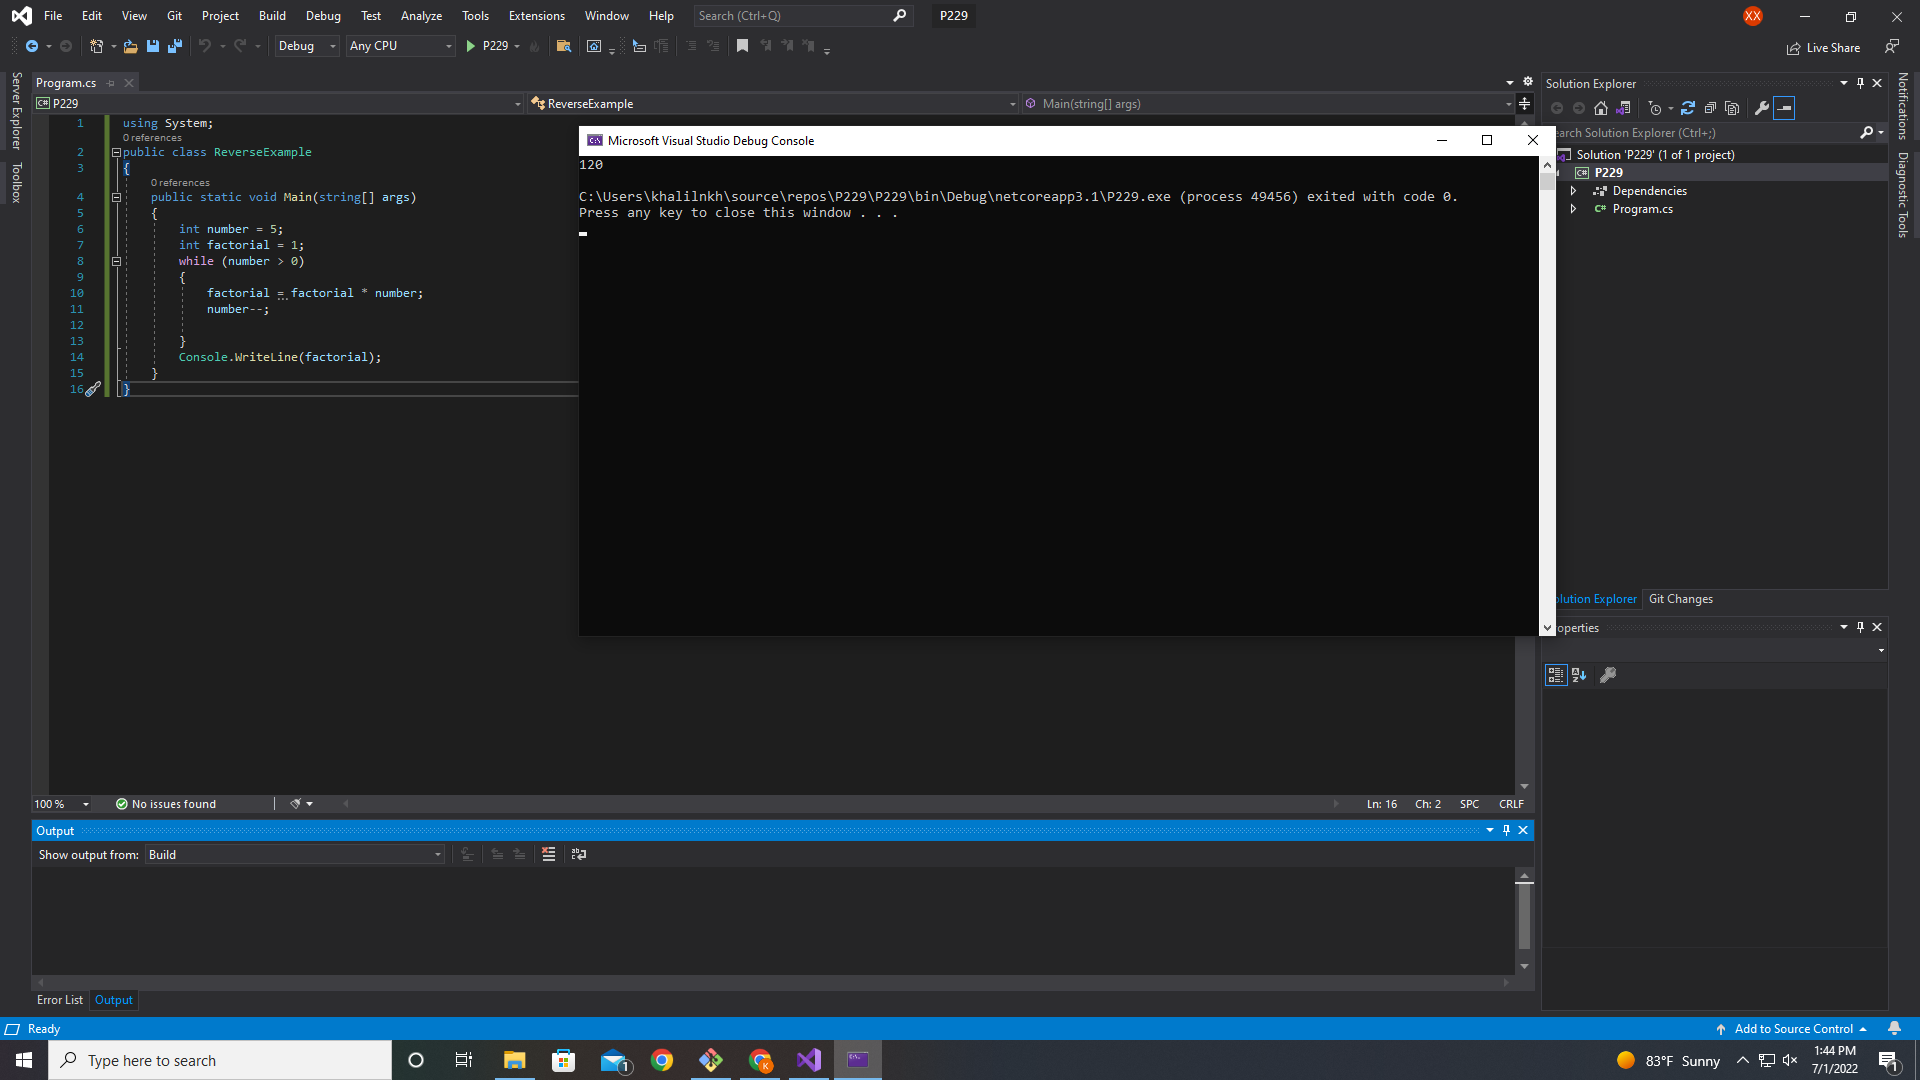 File Edit View Git Project Build Debug Test Analyze Tools Extensions Window Help Search (Ctrl+Q) P229 XX
Debug Any CPU P229 Live Share
Server Explorer
Toolbox
Program.cs
P229 ReverseExample Main(string[] args)
1 using System;
0 references
2 public class ReverseExample
3 {
0 references
4 public static void Main(string[] args)
5 {
6 int number = 5;
7 int factorial = 1;
8 while (number > 0)
9 {
10 factorial = factorial * number;
11 number--;
12
13 }
14 Console.WriteLine(factorial);
15 }
16 }
Microsoft Visual Studio Debug Console
120
C:\Users\khalilnkh\source\repos\P229\P229\bin\Debug\netcoreapp3.1\P229.exe (process 49456) exited with code 0.
Press any key to close this window . . .
Solution Explorer
earch Solution Explorer (Ctrl+;)
Solution 'P229' (1 of 1 project)
P229
Dependencies
C# Program.cs
olution Explorer Git Changes
roperties
Notifications
Diagnostic Tools
100 % No issues found Ln: 16 Ch: 2 SPC CRLF
Output
Show output from: Build
Error List Output
Ready Add to Source Control
Type here to search 1 K 83°F Sunny 1:44 PM
7/1/2022 1